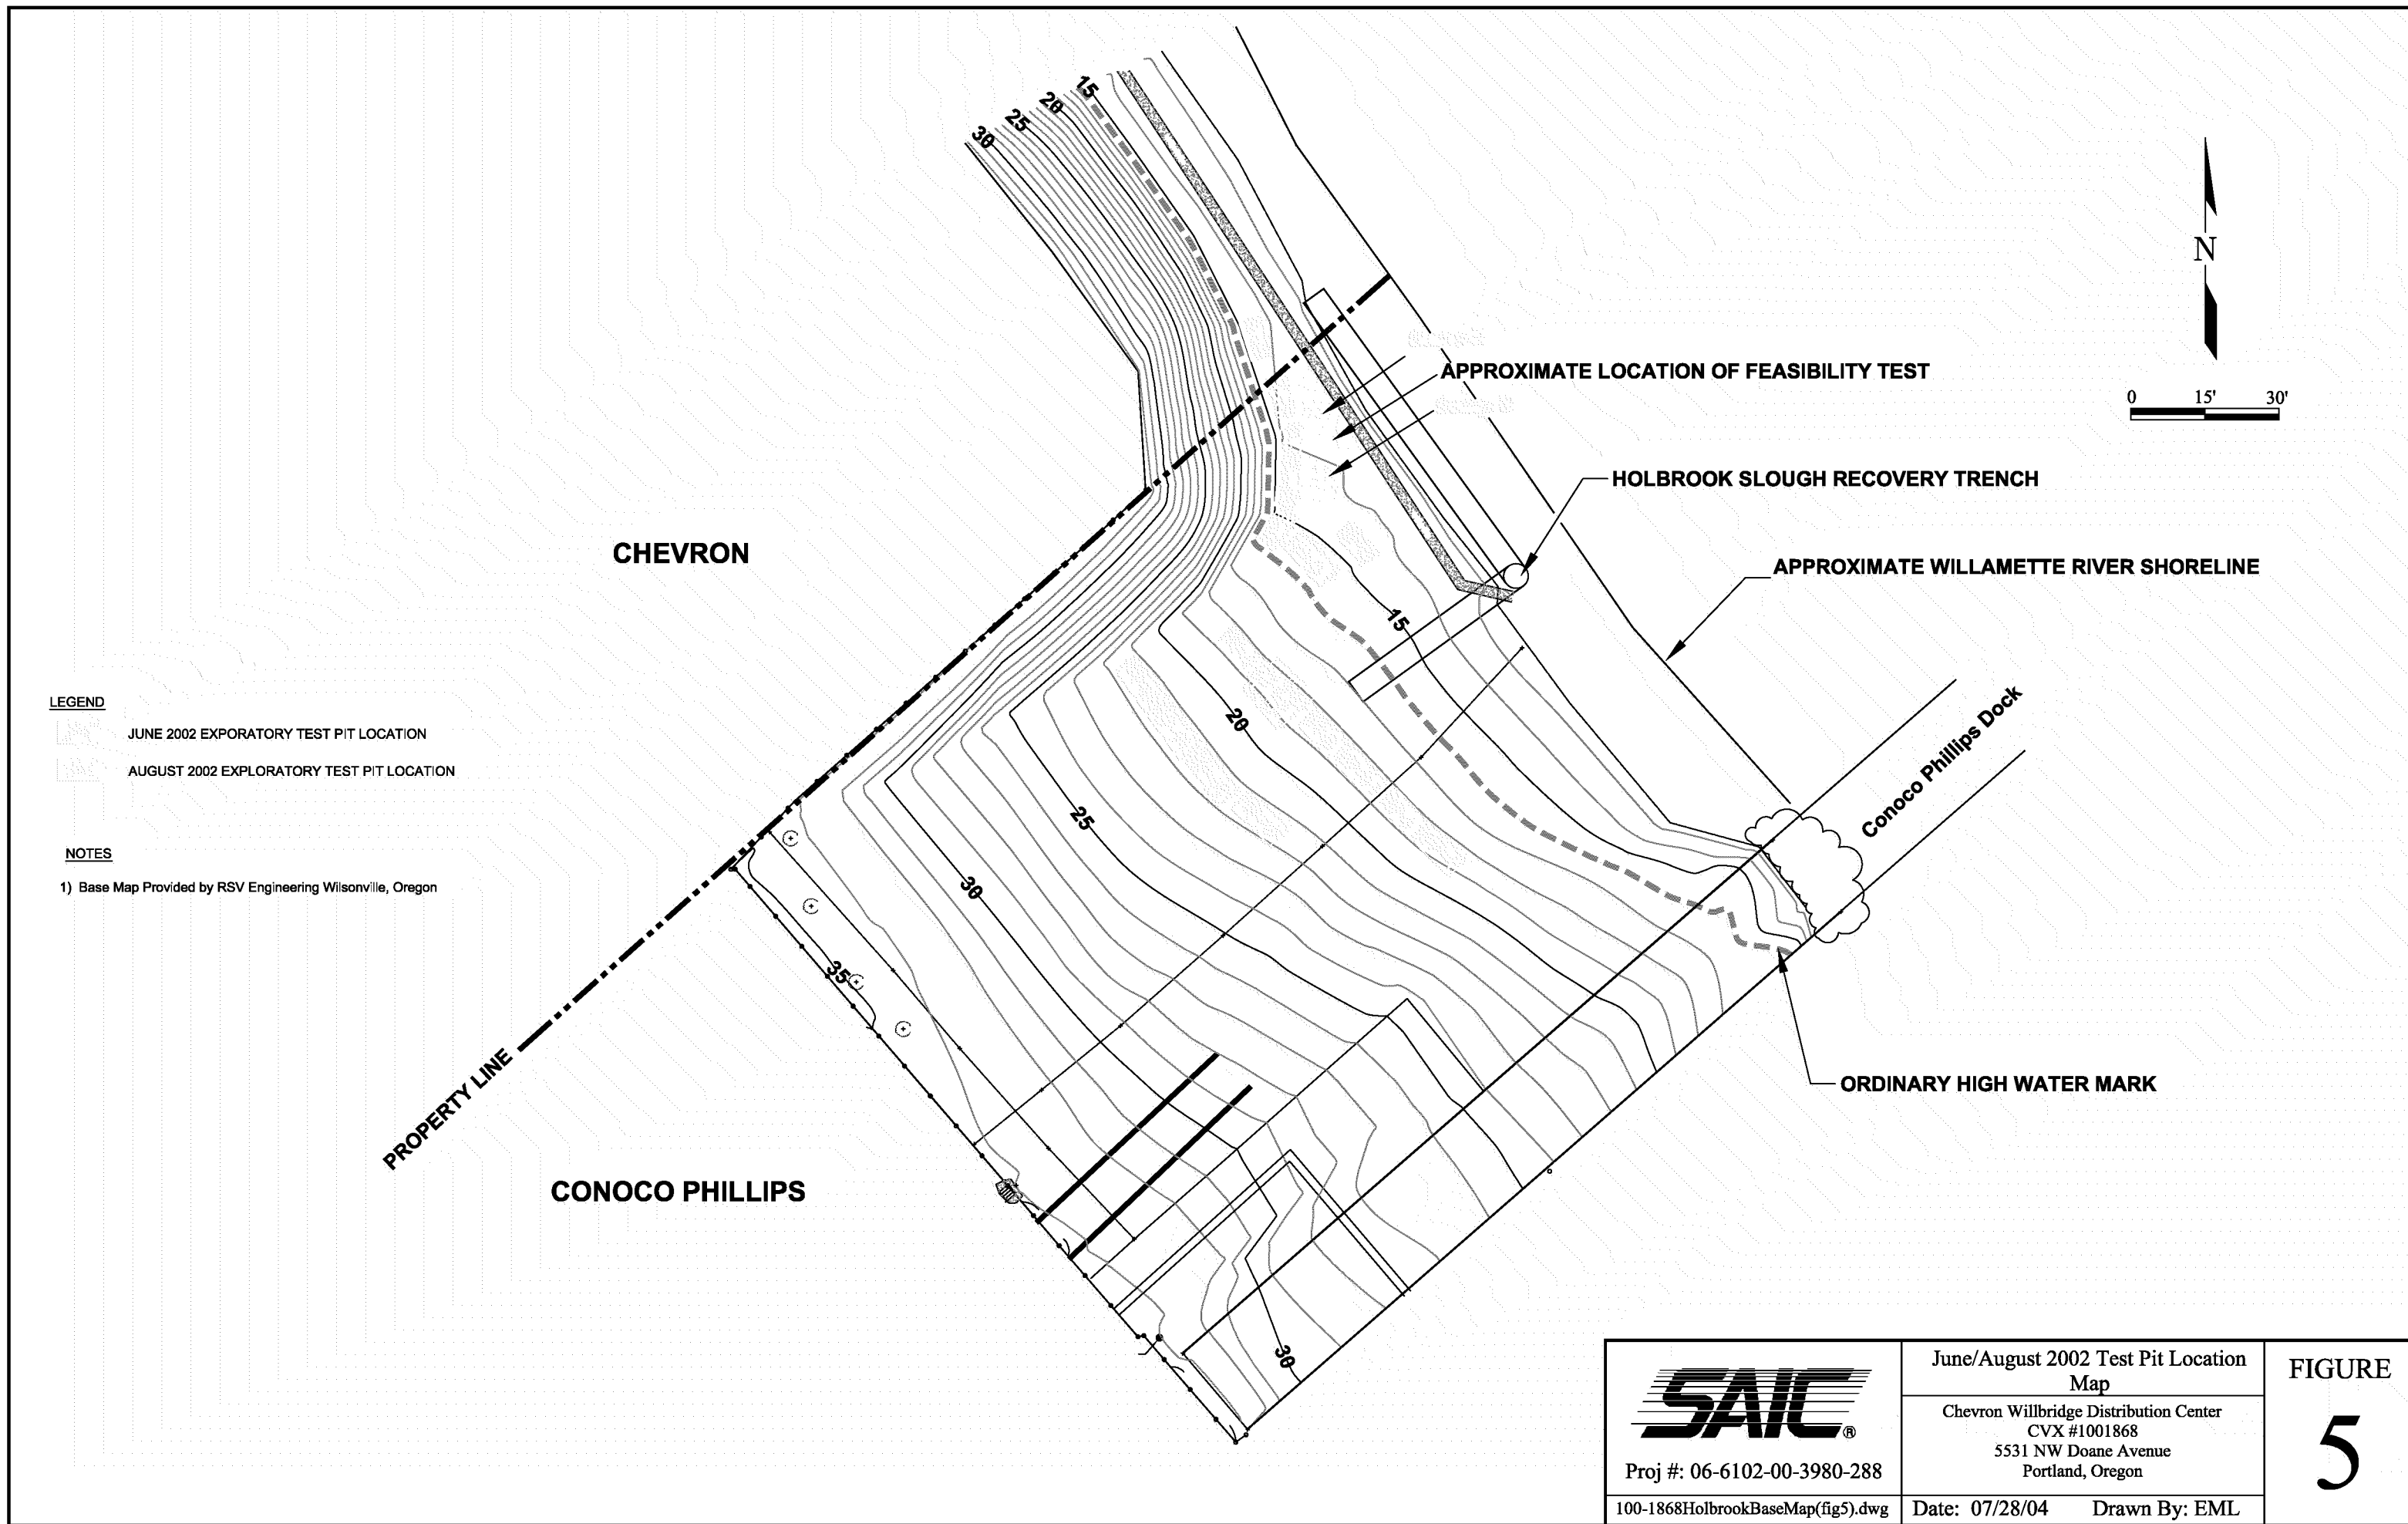 15
20
25
30
N
0 15' 30'
APPROXIMATE LOCATION OF FEASIBILITY TEST
HOLBROOK SLOUGH RECOVERY TRENCH
CHEVRON
APPROXIMATE WILLAMETTE RIVER SHORELINE
15
LEGEND
JUNE 2002 EXPORATORY TEST PIT LOCATION
AUGUST 2002 EXPLORATORY TEST PIT LOCATION
20
Conoco Phillips Dock
25
NOTES
1) Base Map Provided by RSV Engineering Wilsonville, Oregon
30
35
PROPERTY LINE
ORDINARY HIGH WATER MARK
CONOCO PHILLIPS
30
SAIC®
Proj #: 06-6102-00-3980-288
100-1868HolbrookBaseMap(fig5).dwg
June/August 2002 Test Pit Location
Map
Chevron Willbridge Distribution Center
CVX #1001868
5531 NW Doane Avenue
Portland, Oregon
Date: 07/28/04 Drawn By: EML
FIGURE
5